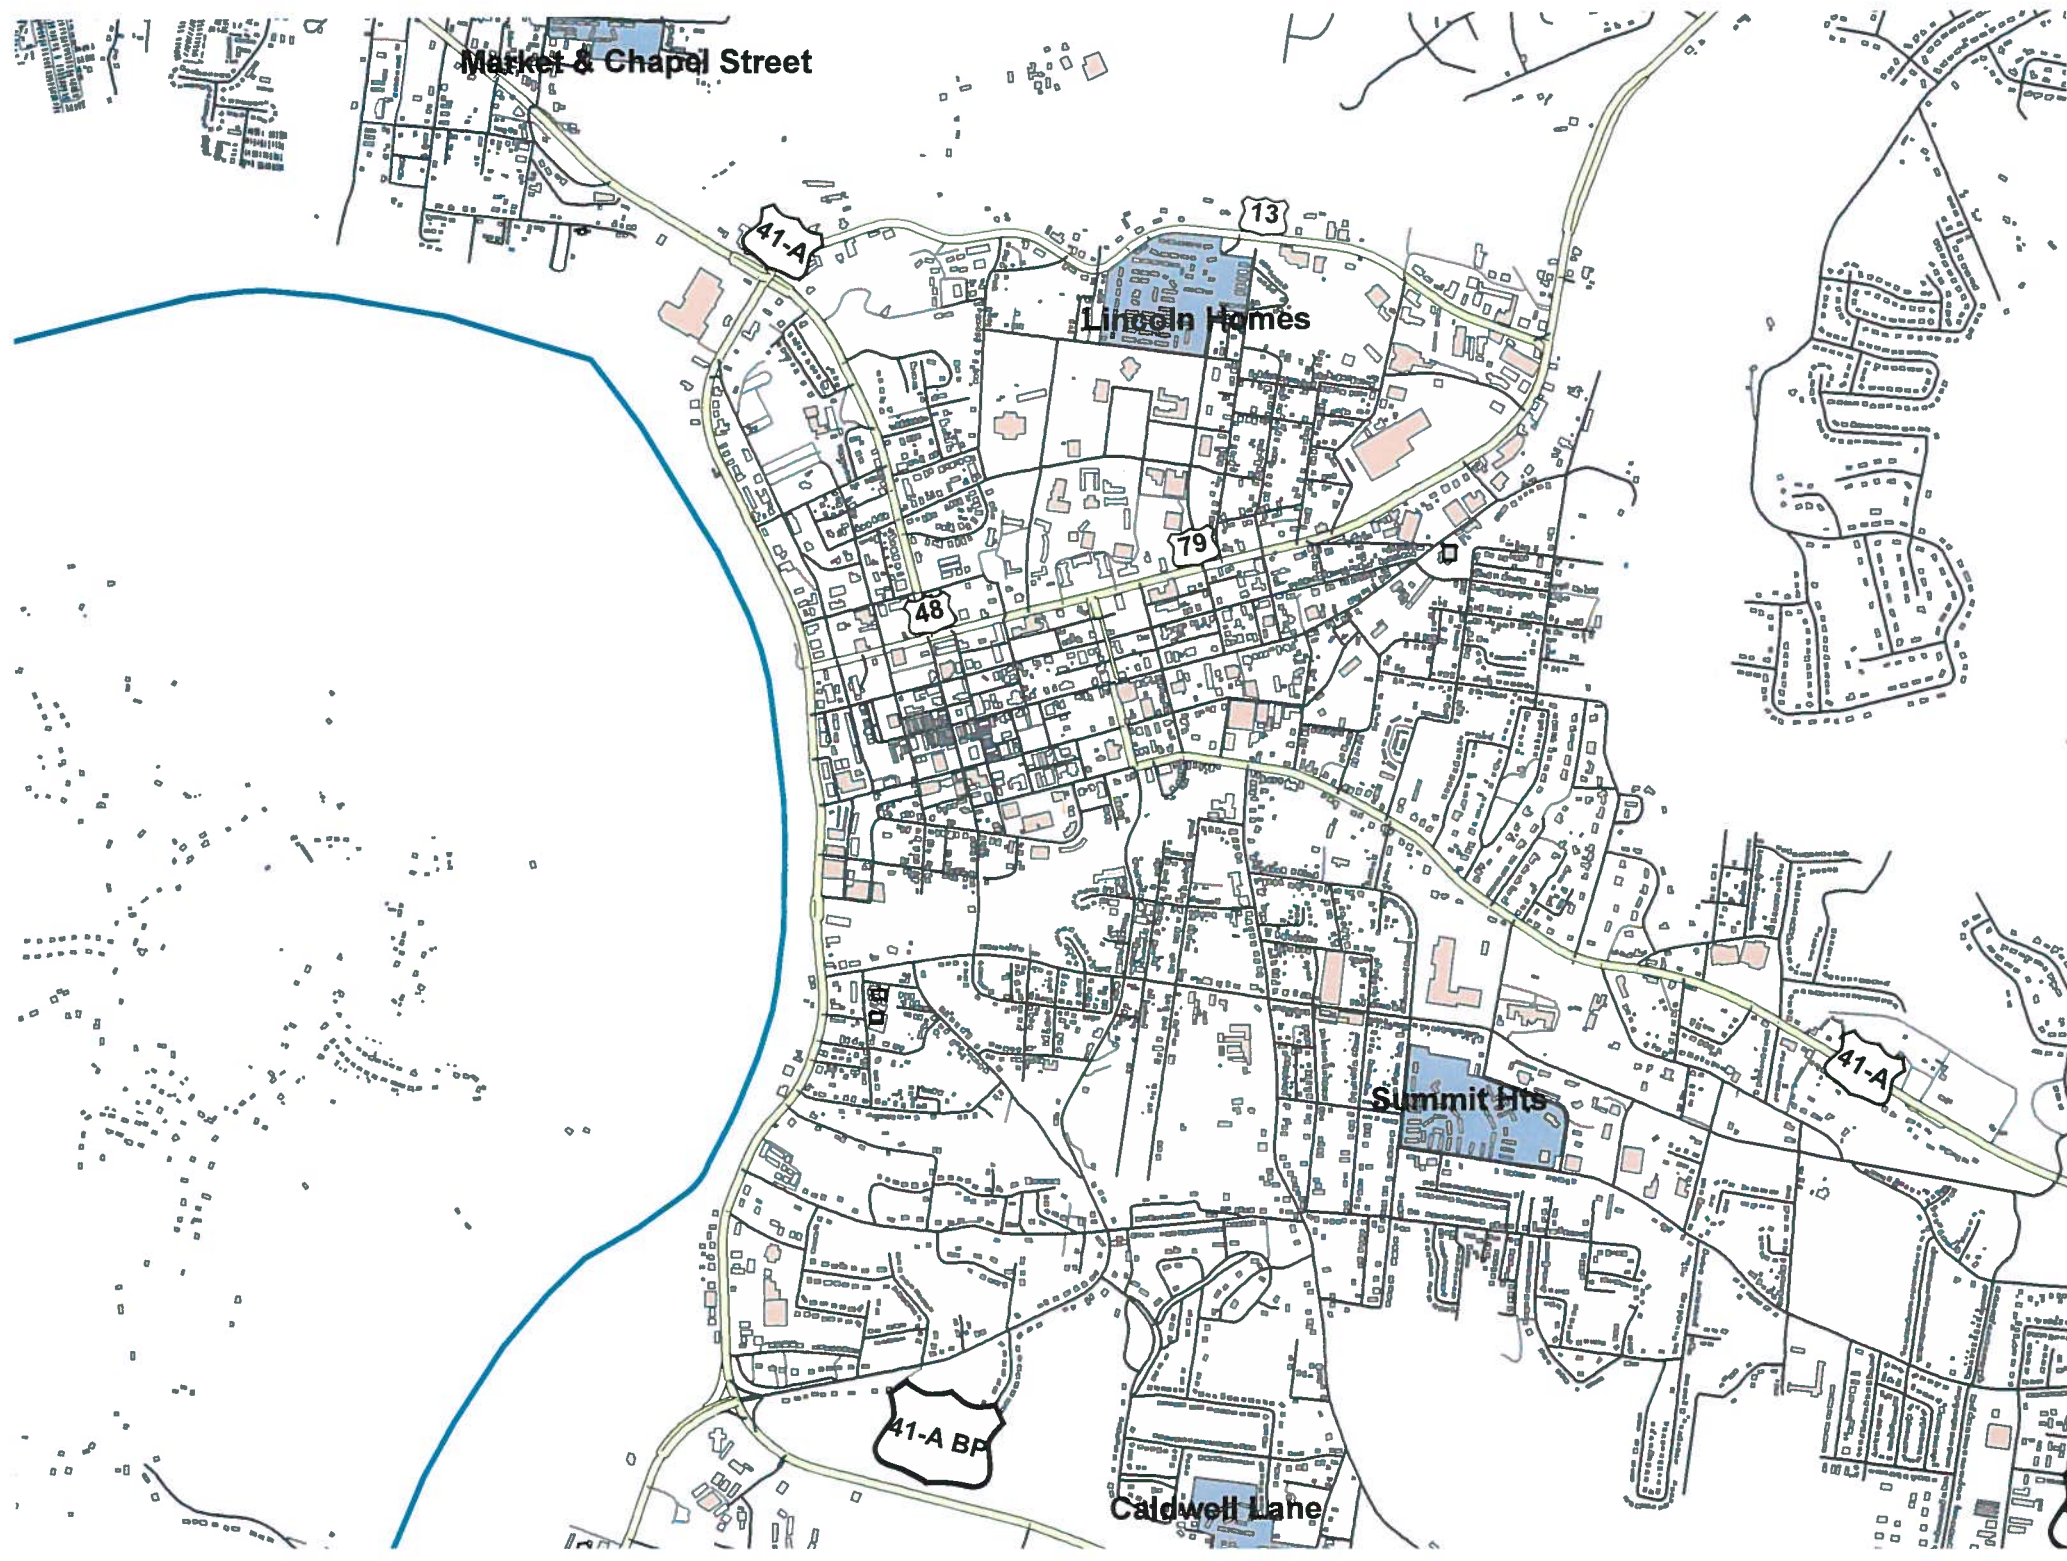 Market & Chapel Street
13
41-A
Lincoln Homes
79
48
41-A
Summit Hts
41-A BP
Caldwell Lane